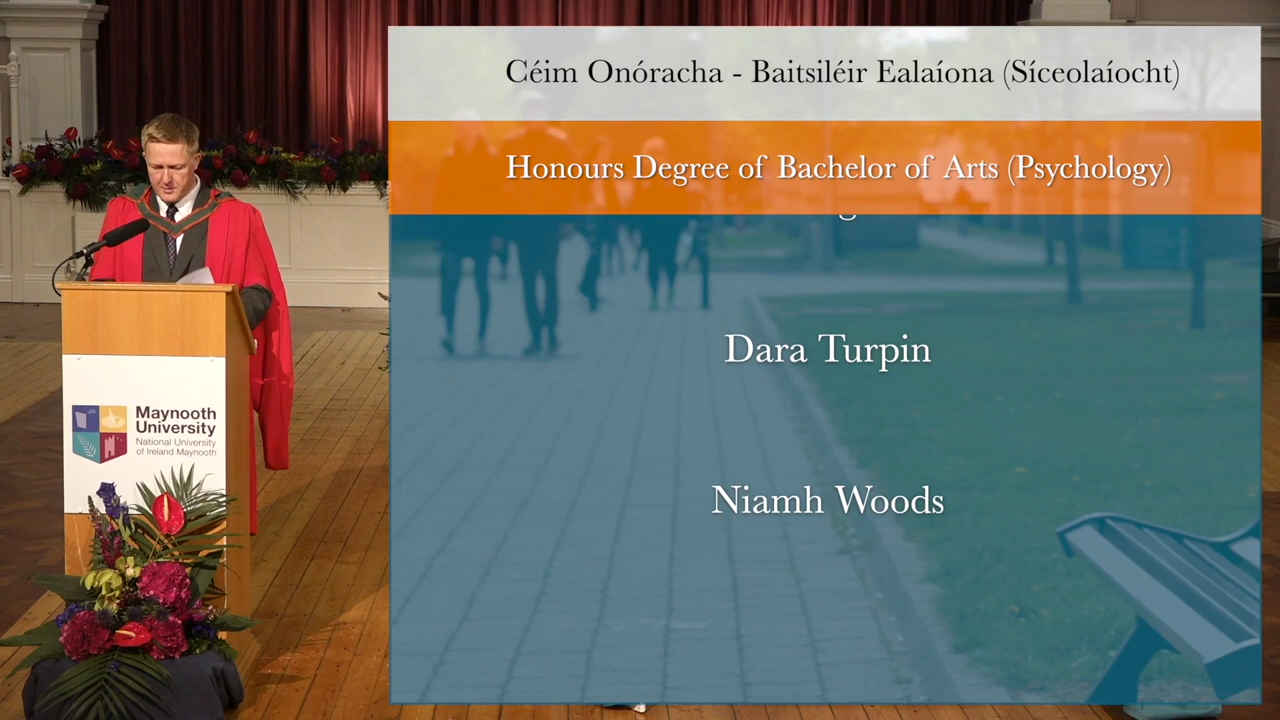 Céim Onóracha - Baitsiléir Ealaíona (Síceolaíocht)
Honours Degree of Bachelor of Arts (Psychology)
Dara Turpin
Niamh Woods
Maynooth
University
National University
of Ireland Maynooth